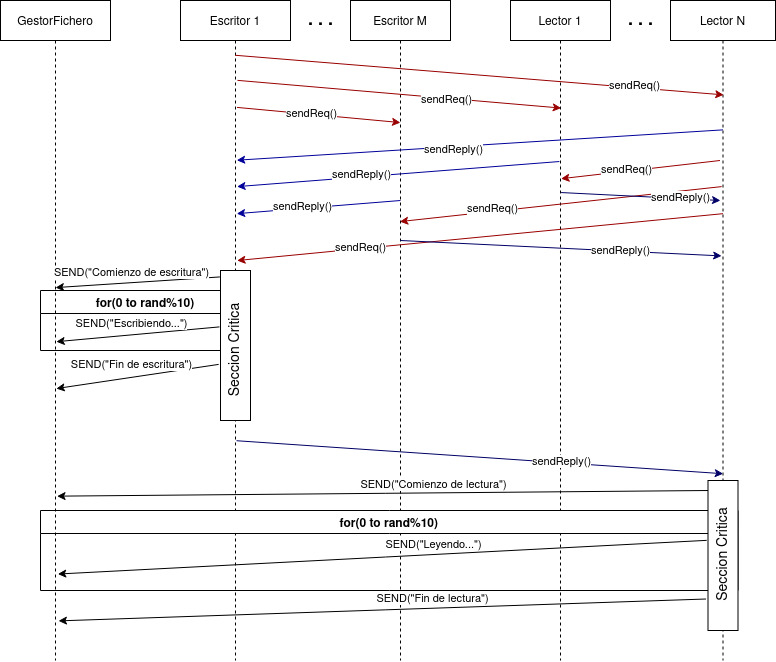 GestorFichero
Escritor 1
. . .
Escritor M
Lector 1
. . .
Lector N
sendReq()
sendReq()
sendReq()
sendReply()
sendReq()
sendReply()
sendReply()
sendReply()
sendReq()
sendReq()
sendReply()
SEND("Comienzo de escritura")
for(0 to rand%10)
SEND("Escribiendo...")
Seccion Critica
SEND("Fin de escritura")
sendReply()
SEND("Comienzo de lectura")
for(0 to rand%10)
SEND("Leyendo...")
Seccion Critica
SEND("Fin de lectura")